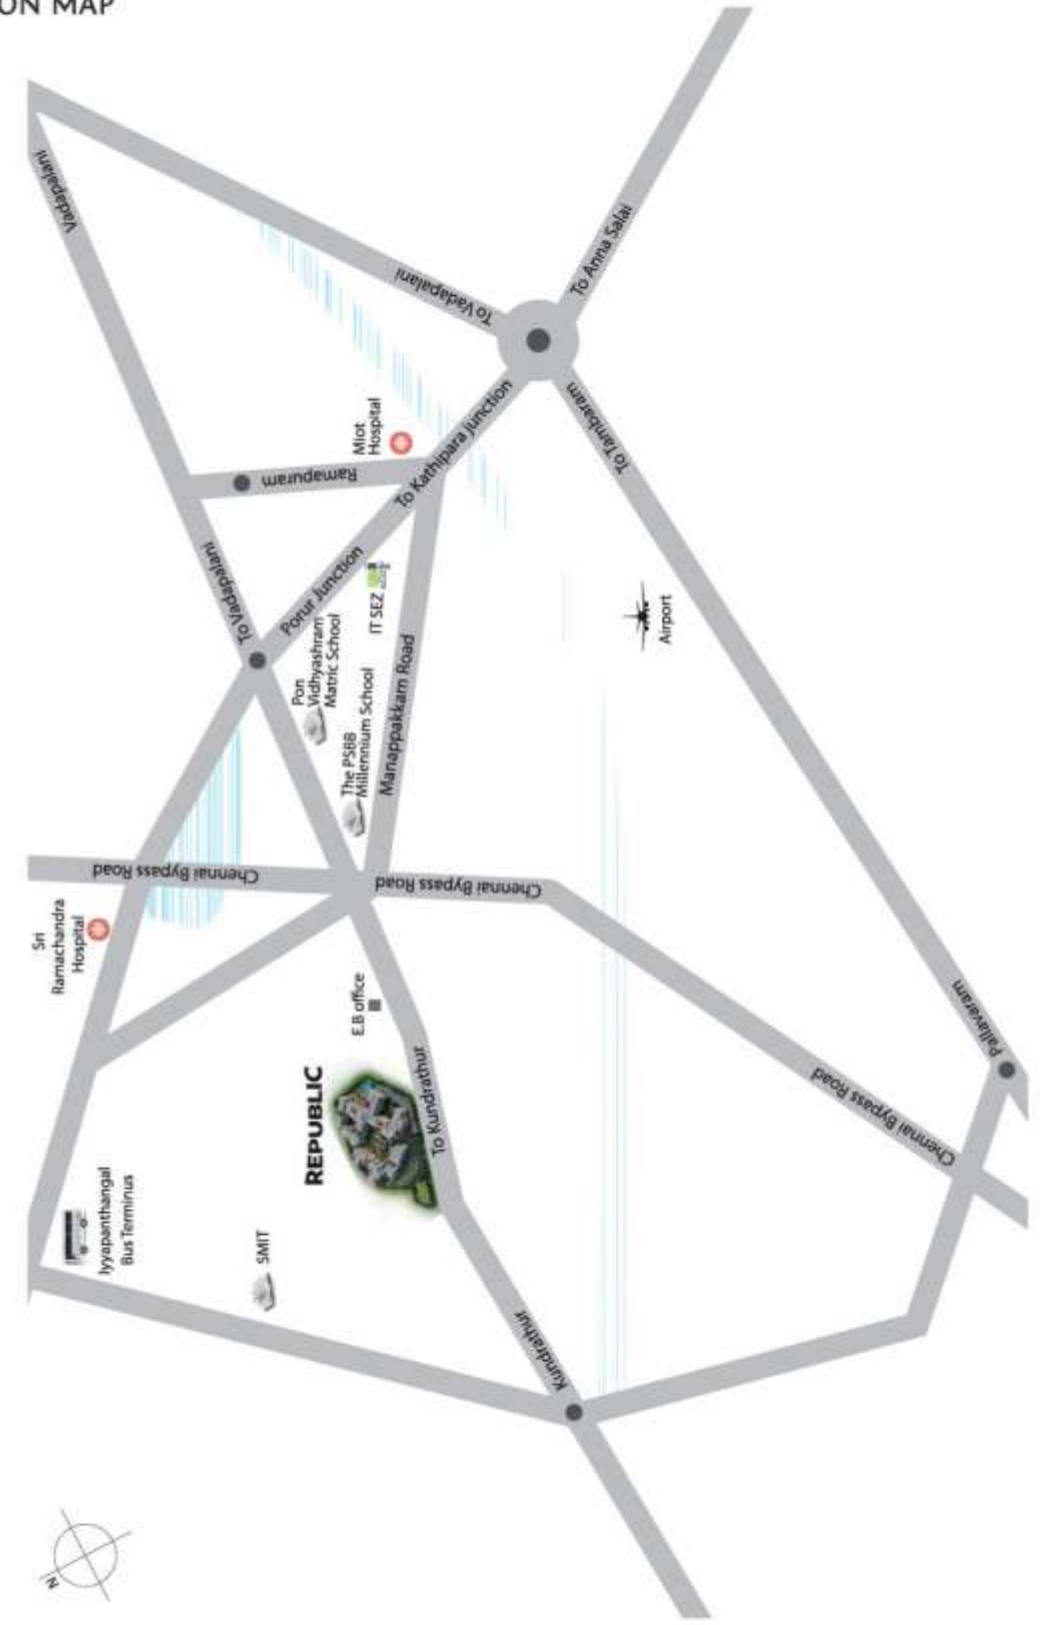 ON MAP
Vadapalani
To Vadapalani
To Anna Salai
Miot
Hospital
Ramapuram
To Kathipara junction
To Tambaram
To Vadapalani
Porur Junction
IT SEZ
Airport
Pon
Vidhyashram
Matric School
The PSBB
Millennium School
Manappakkam Road
Chennai Bypass Road
Chennai Bypass Road
Sri
Ramachandra
Hospital
E.B office
To Kundrathur
REPUBLIC
Pallavaram
Chennai Bypass Road
Iyyapanthangal
Bus Terminus
SMIT
Kundrathur
N